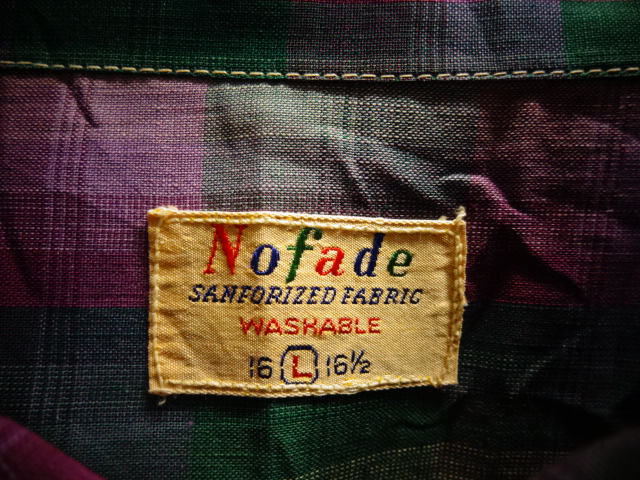 Nofade
SANFORIZED FABRIC
WASHABLE
16 L 16½